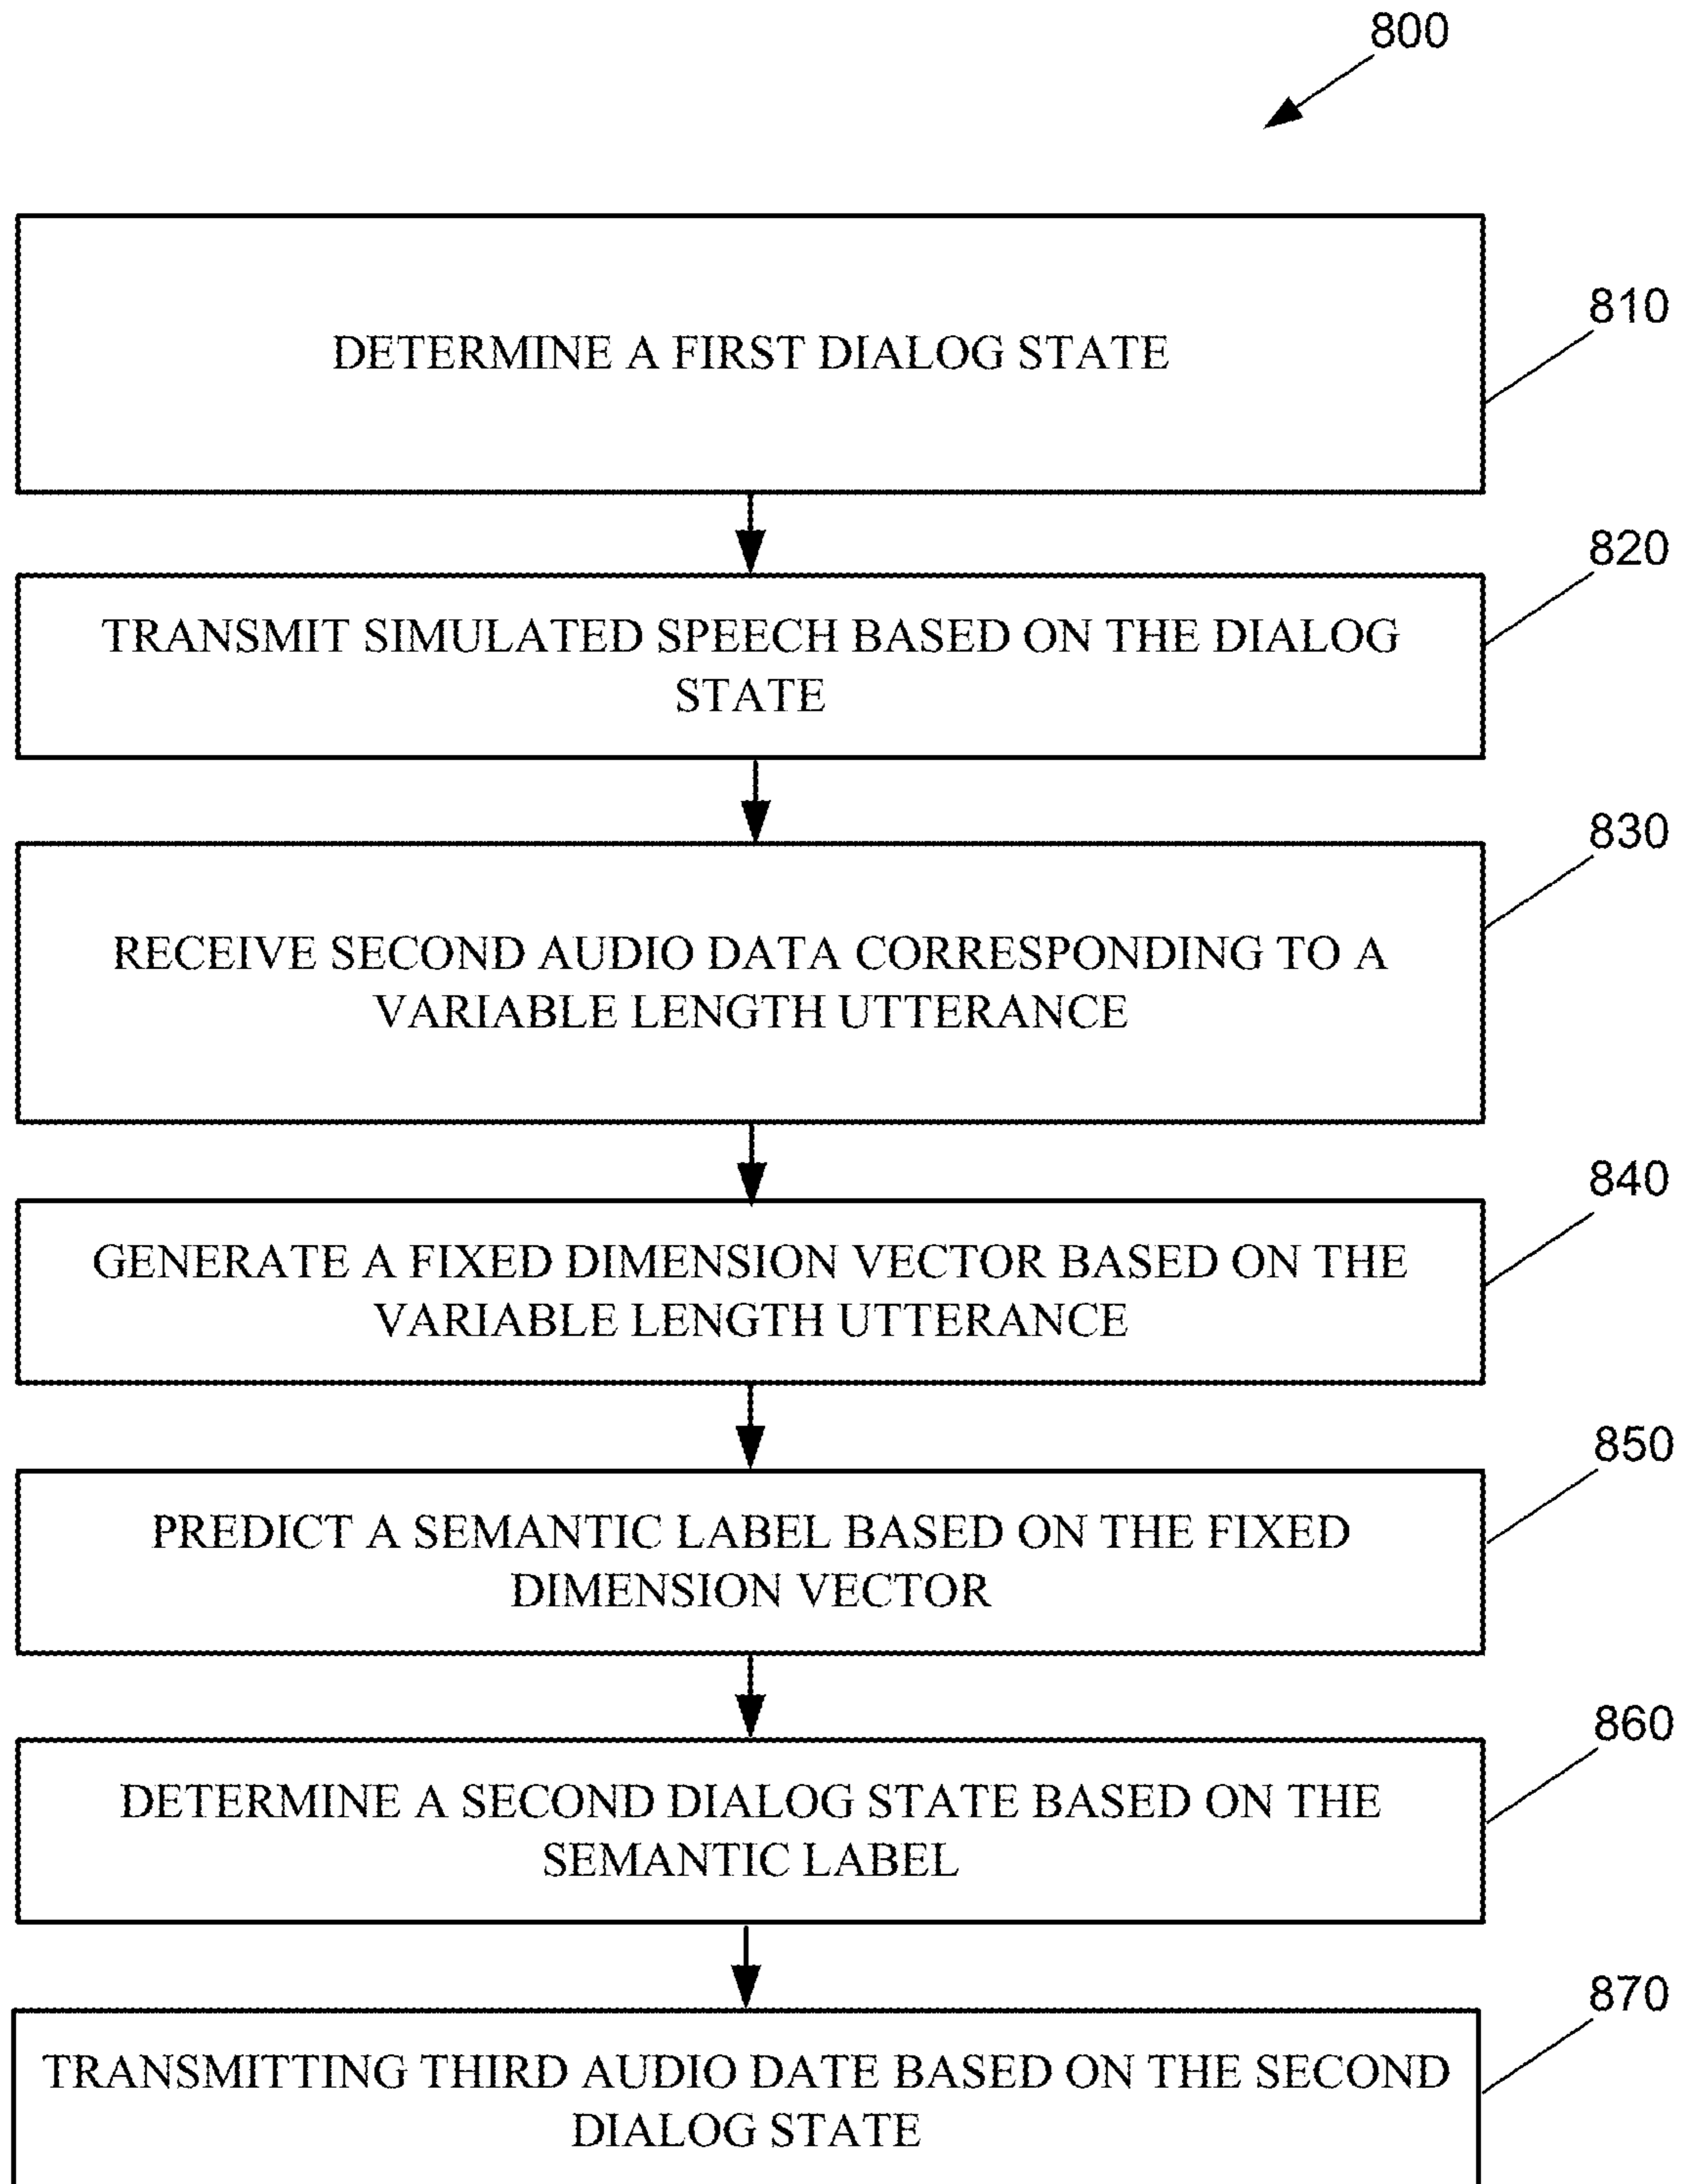 800
DETERMINE A FIRST DIALOG STATE
810
TRANSMIT SIMULATED SPEECH BASED ON THE DIALOG
STATE
820
RECEIVE SECOND AUDIO DATA CORRESPONDING TO A
VARIABLE LENGTH UTTERANCE
830
GENERATE A FIXED DIMENSION VECTOR BASED ON THE
VARIABLE LENGTH UTTERANCE
840
PREDICT A SEMANTIC LABEL BASED ON THE FIXED
DIMENSION VECTOR
850
DETERMINE A SECOND DIALOG STATE BASED ON THE
SEMANTIC LABEL
860
TRANSMITTING THIRD AUDIO DATE BASED ON THE SECOND
DIALOG STATE
870